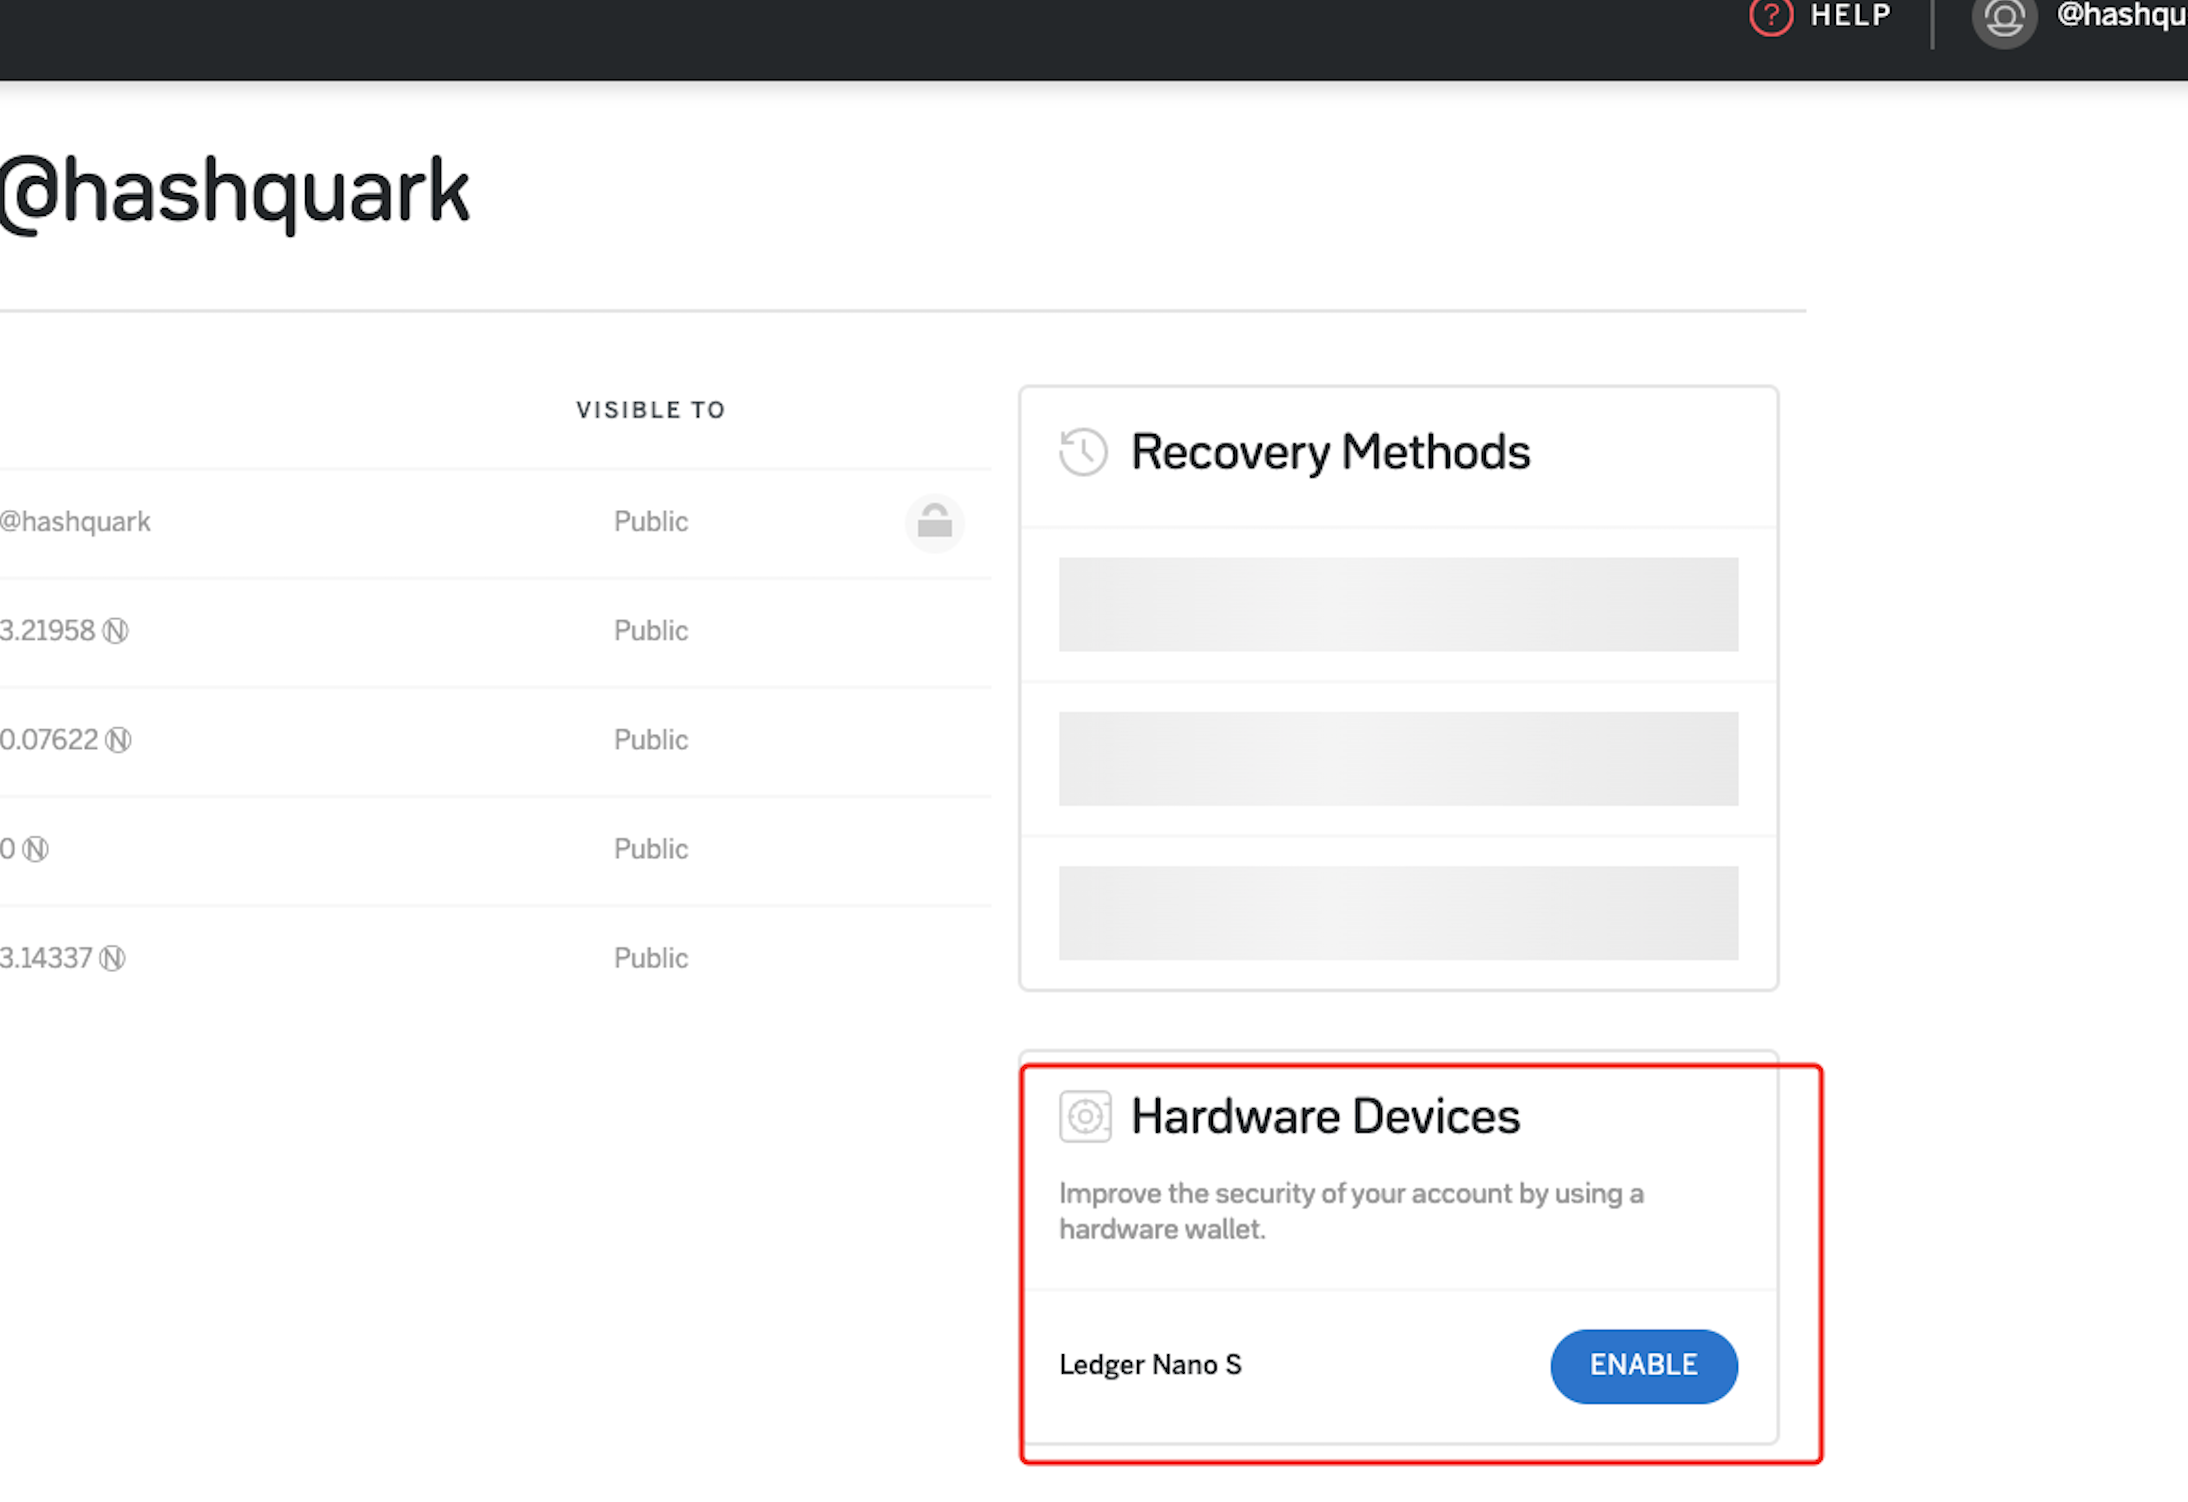 ? HELP
@hashqu
@hashquark
VISIBLE TO
@hashquark Public
3.21958 Ⓝ Public
0.07622 Ⓝ Public
0 Ⓝ Public
3.14337 Ⓝ Public
Recovery Methods
Hardware Devices
Improve the security of your account by using a
hardware wallet.
Ledger Nano S
ENABLE